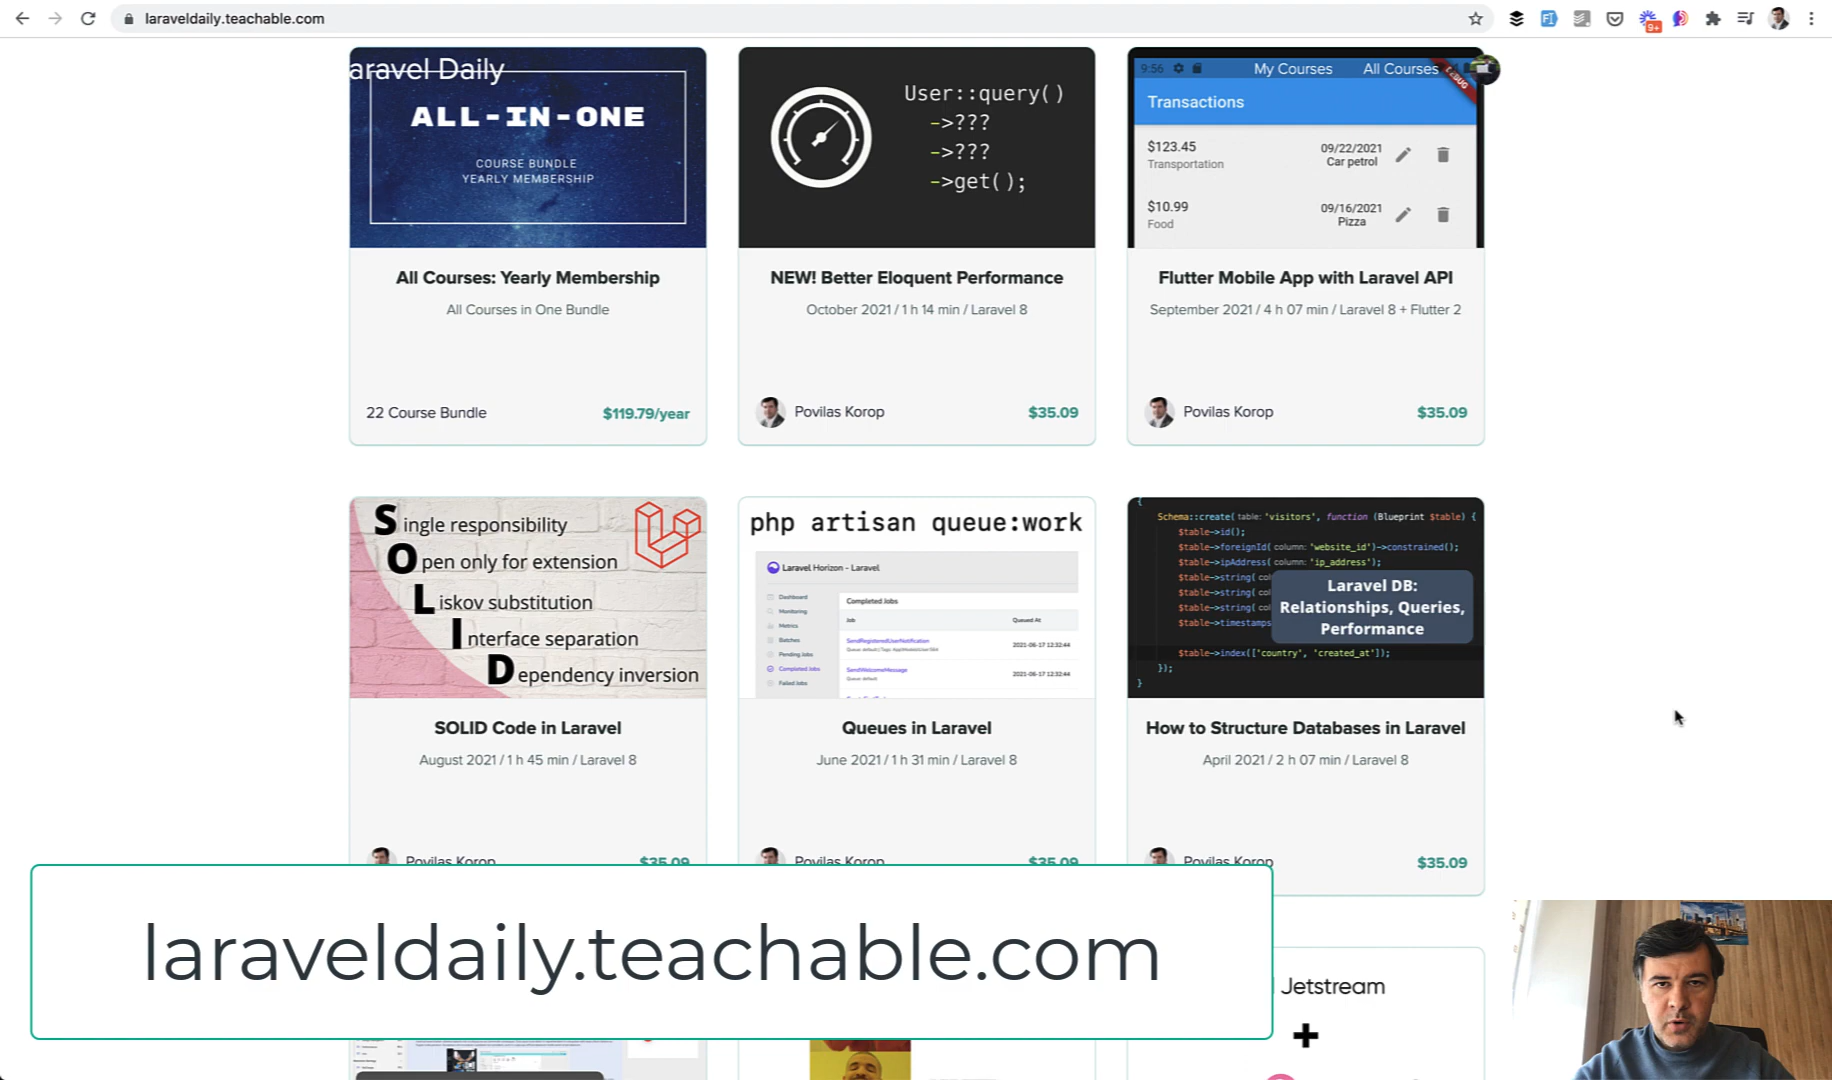 laraveldaily.teachable.com
9+
aravel Daily
My Courses
All Courses
ALL-IN-ONE
COURSE BUNDLE
YEARLY MEMBERSHIP
All Courses: Yearly Membership
All Courses in One Bundle
22 Course Bundle
$119.79/year
User::query()
->???
->???
->get();
NEW! Better Eloquent Performance
October 2021 / 1 h 14 min / Laravel 8
Povilas Korop
$35.09
9:56
DEBUG
Transactions
$123.45
Transportation
09/22/2021
Car petrol
$10.99
Food
09/16/2021
Pizza
Flutter Mobile App with Laravel API
September 2021 / 4 h 07 min / Laravel 8 + Flutter 2
Povilas Korop
$35.09
Single responsibility
Open only for extension
Liskov substitution
Interface separation
Dependency inversion
SOLID Code in Laravel
August 2021 / 1 h 45 min / Laravel 8
Povilas Korop
$35.09
php artisan queue:work
Laravel Horizon - Laravel
Dashboard
Monitoring
Metrics
Batches
Pending Jobs
Completed Jobs
Failed Jobs
Completed Jobs
Job
Queued At
SendRegisteredUserNotification
2021-06-17 12:32:44
SendWelcomeMessage
Queue: default
2021-06-17 12:32:44
Queues in Laravel
June 2021 / 1 h 31 min / Laravel 8
Povilas Korop
$35.09
{
Schema::create( table: 'visitors', function (Blueprint $table) {
$table->id();
$table->foreignId( column: 'website_id')->constrained();
$table->ipAddress( column: 'ip_address');
$table->string( col
$table->string( col
$table->string( col
$table->timestamps
$table->index(['country', 'created_at']);
});
}
Laravel DB:
Relationships, Queries,
Performance
How to Structure Databases in Laravel
April 2021 / 2 h 07 min / Laravel 8
Povilas Korop
$35.09
laraveldaily.teachable.com
Jetstream
+